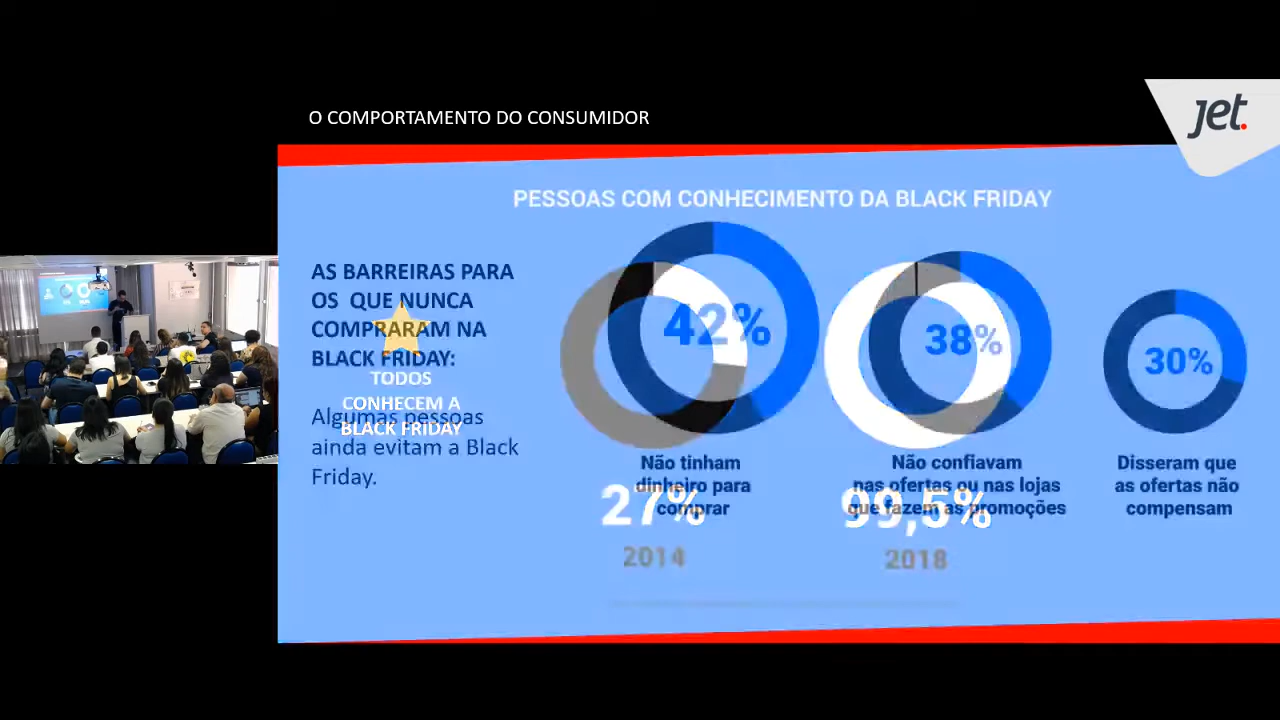 O COMPORTAMENTO DO CONSUMIDOR
jet.
PESSOAS COM CONHECIMENTO DA BLACK FRIDAY
AS BARREIRAS PARA
OS QUE NUNCA
COMPRARAM NA
BLACK FRIDAY:
TODOS
CONHECEM A
BLACK FRIDAY
Algumas pessoas
ainda evitam a Black
Friday.
42%
Não tinham
dinheiro para
comprar
38%
Não confiavam
nas ofertas ou nas lojas
que fazem as promoções
30%
Disseram que
as ofertas não
compensam
27%
2014
99,5%
2018